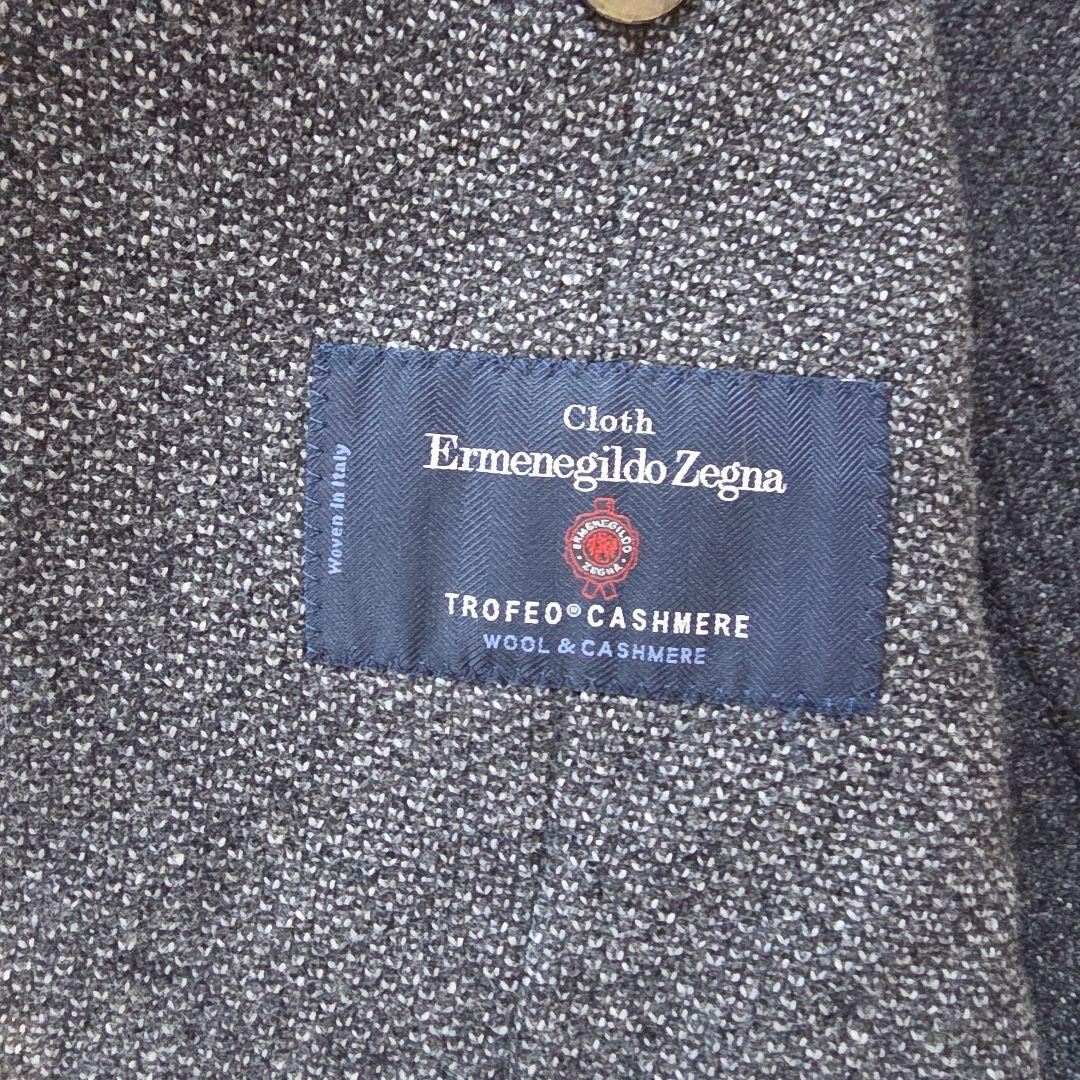 Cloth
Ermenegildo Zegna
ERMENEGILDO
ZEGNA
TROFEO® CASHMERE
WOOL & CASHMERE
Woven in Italy